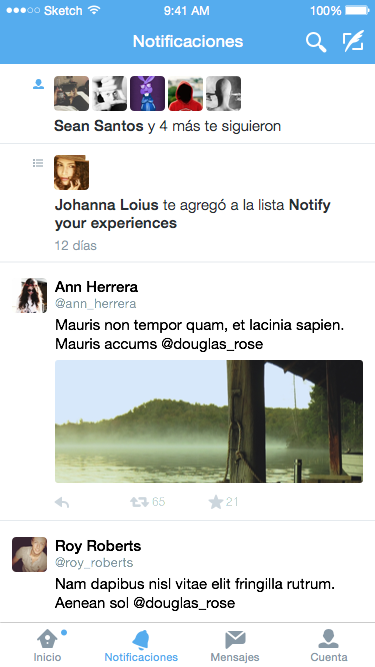 Sketch 9:41 AM 100%
Notificaciones
Sean Santos y 4 más te siguieron
Johanna Loius te agregó a la lista Notify
your experiences
12 días
Ann Herrera
@ann_herrera
Mauris non tempor quam, et lacinia sapien.
Mauris accums @douglas_rose
65 21
Roy Roberts
@roy_roberts
Nam dapibus nisl vitae elit fringilla rutrum.
Aenean sol @douglas_rose
Inicio Notificaciones Mensajes Cuenta